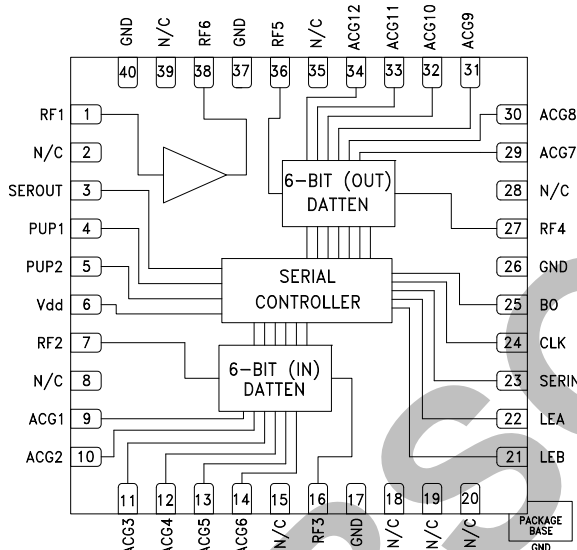 GND
N/C
RF6
GND
RF5
N/C
ACG12
ACG11
ACG10
ACG9
40
39
38
37
36
35
34
33
32
31
RF1
1
30
ACG8
N/C
2
29
ACG7
6-BIT (OUT)
DATTEN
SEROUT
3
28
N/C
PUP1
4
27
RF4
PUP2
5
26
GND
SERIAL
CONTROLLER
Vdd
6
25
BO
RF2
7
24
CLK
6-BIT (IN)
DATTEN
N/C
8
23
SERIN
ACG1
9
22
LEA
ACG2
10
21
LEB
11
12
13
14
15
16
17
18
19
20
ACG3
ACG4
ACG5
ACG6
N/C
RF3
GND
N/C
N/C
N/C
PACKAGE
BASE
GND